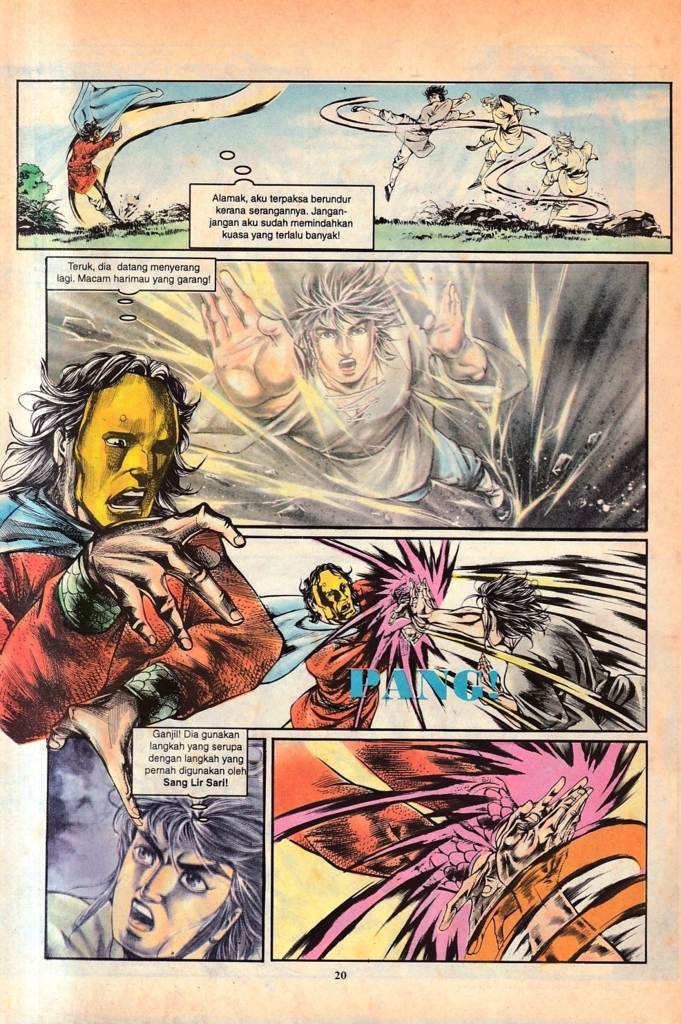 Alamak, aku terpaksa berundur
kerana serangannya. Jangan-
jangan aku sudah memindahkan
kuasa yang terlalu banyak!
Teruk, dia datang menyerang
lagi. Macam harimau yang garang!
PANG!
Ganjil! Dia gunakan
langkah yang serupa
dengan langkah yang
pernah digunakan oleh
Sang Lir Sari!
20